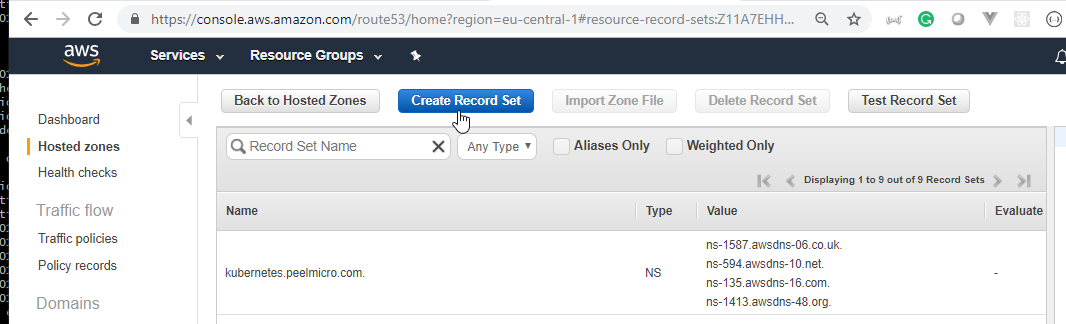 https://console.aws.amazon.com/route53/home?region=eu-central-1#resource-record-sets:Z11A7EHH...
aws
Services
Resource Groups
Back to Hosted Zones
Create Record Set
Import Zone File
Delete Record Set
Test Record Set
Dashboard
Hosted zones
Health checks
Traffic flow
Traffic policies
Policy records
Domains
Record Set Name
Any Type
Aliases Only
Weighted Only
Displaying 1 to 9 out of 9 Record Sets
Name Type Value Evaluate
kubernetes.peelmicro.com. NS
ns-1587.awsdns-06.co.uk.
ns-594.awsdns-10.net.
ns-135.awsdns-16.com.
ns-1413.awsdns-48.org.
-